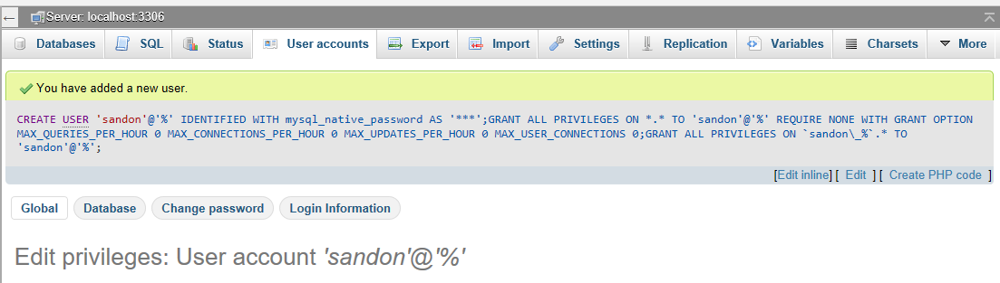 Server: localhost:3306
Databases SQL Status User accounts Export Import Settings Replication Variables Charsets More
You have added a new user.
CREATE USER 'sandon'@'%' IDENTIFIED WITH mysql_native_password AS '***';GRANT ALL PRIVILEGES ON *.* TO 'sandon'@'%' REQUIRE NONE WITH GRANT OPTION
MAX_QUERIES_PER_HOUR 0 MAX_CONNECTIONS_PER_HOUR 0 MAX_UPDATES_PER_HOUR 0 MAX_USER_CONNECTIONS 0;GRANT ALL PRIVILEGES ON `sandon\_%`.* TO
'sandon'@'%';
[Edit inline] [ Edit ] [ Create PHP code ]
Global Database Change password Login Information
Edit privileges: User account 'sandon'@'%'